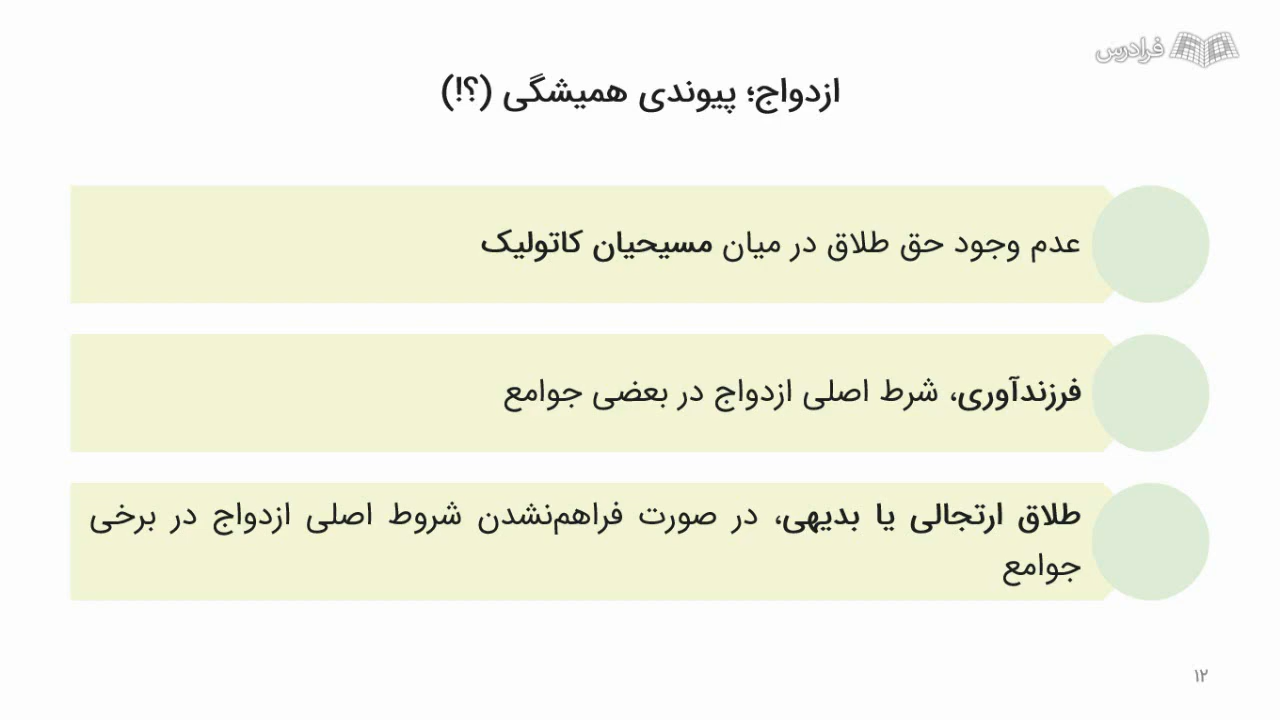 فرادرس
ازدواج؛ پیوندی همیشگی (؟!)
عدم وجود حق طلاق در میان مسیحیان کاتولیک
فرزندآوری، شرط اصلی ازدواج در بعضی جوامع
طلاق ارتجالی یا بدیهی، در صورت فراهم‌نشدن شروط اصلی ازدواج در برخی
جوامع
۱۲